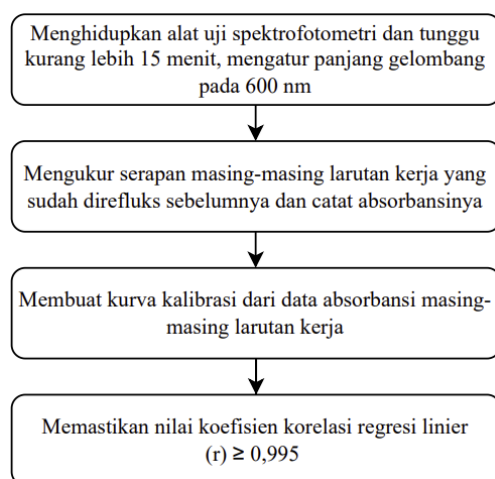 Menghidupkan alat uji spektrofotometri dan tunggu
kurang lebih 15 menit, mengatur panjang gelombang
pada 600 nm
Mengukur serapan masing-masing larutan kerja yang
sudah direfluks sebelumnya dan catat absorbansinya
Membuat kurva kalibrasi dari data absorbansi masing-
masing larutan kerja
Memastikan nilai koefisien korelasi regresi linier
(r) ≥ 0,995